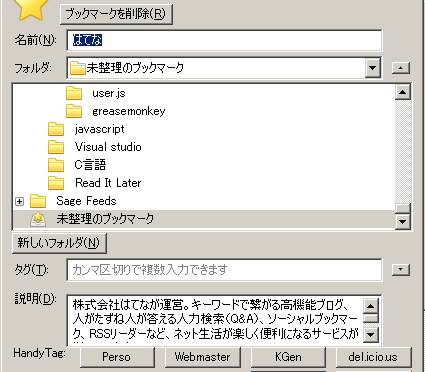 ブックマークを削除(R)
名前(N): はてな
フォルダ: 未整理のブックマーク
user.js
greasemonkey
javascript
Visual studio
C言語
Read It Later
Sage Feeds
未整理のブックマーク
新しいフォルダ(N)
タグ(T): カンマ区切りで複数入力できます
説明(D): 株式会社はてなが運営。キーワードで繋がる高機能ブログ、
人がたずね人が答える人力検索(Q&A)、ソーシャルブックマー
ク、RSSリーダーなど、ネット生活が楽しく便利になるサービスが
HandyTag: Perso Webmaster KGen del.icio.us